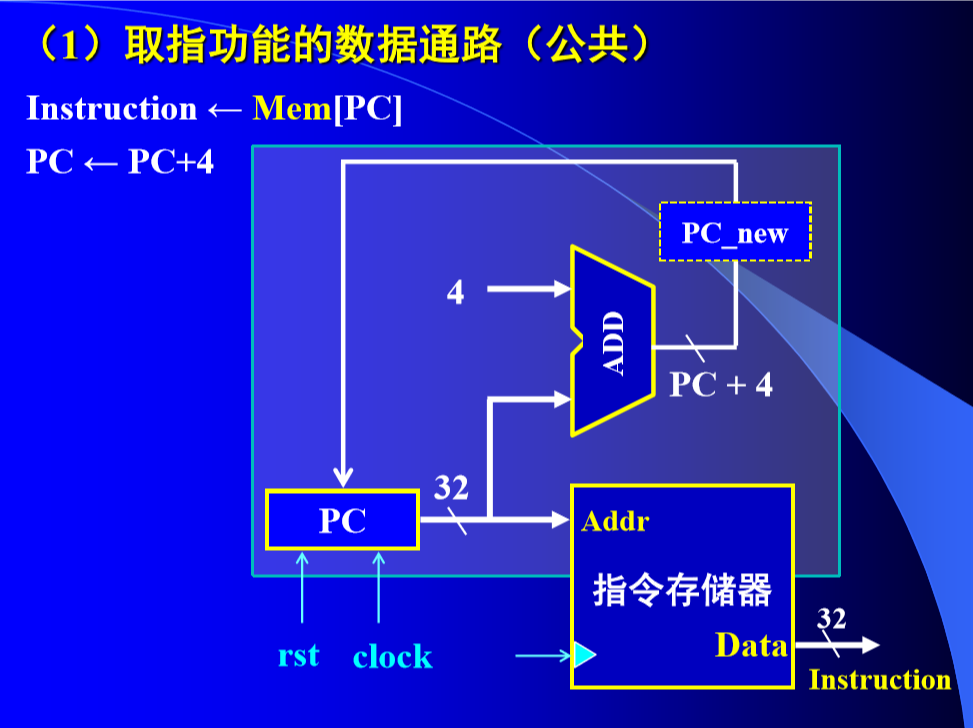 （1）取指功能的数据通路（公共）
Instruction ← Mem[PC]
PC ← PC+4
PC_new
4
ADD
PC + 4
32
PC
Addr
指令存储器
Data
32
rst
clock
Instruction